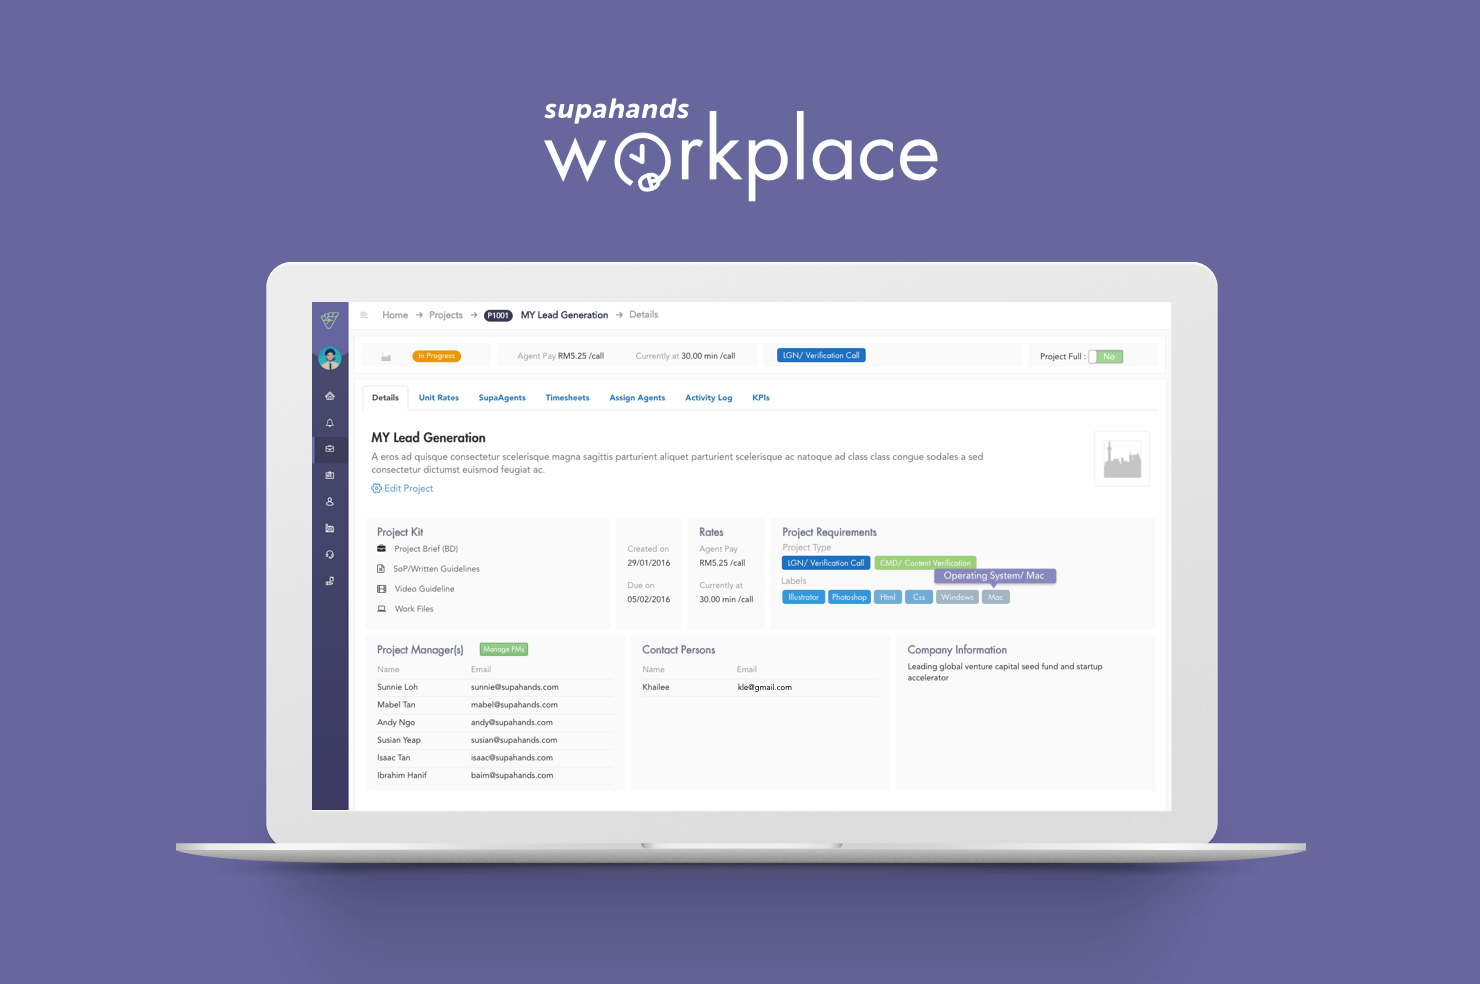 supahands
workplace
Home → Projects → P1001 MY Lead Generation → Details
In Progress Agent Pay RM5.25 /call Currently at 30.00 min /call LGN/ Verification Call Project Full : No
Details Unit Rates SupaAgents Timesheets Assign Agents Activity Log KPIs
MY Lead Generation
A eros ad quisque consectetur scelerisque magna sagittis parturient aliquet parturient scelerisque ac natoque ad class class congue sodales a sed
consectetur dictumst euismod feugiat ac.
Edit Project
Project Kit
Project Brief (BD)
SoP/Written Guidelines
Video Guideline
Work Files
Created on
29/01/2016
Due on
05/02/2016
Rates
Agent Pay
RM5.25 /call
Currently at
30.00 min /call
Project Requirements
Project Type
LGN/ Verification Call CMD/ Content Verification
Operating System/ Mac
Labels
Illustrator Photoshop Html Css Windows Mac
Project Manager(s) Manage PMs
Name Email
Sunnie Loh sunnie@supahands.com
Mabel Tan mabel@supahands.com
Andy Ngo andy@supahands.com
Susian Yeap susian@supahands.com
Isaac Tan isaac@supahands.com
Ibrahim Hanif baim@supahands.com
Contact Persons
Name Email
Khailee kle@gmail.com
Company Information
Leading global venture capital seed fund and startup
accelerator